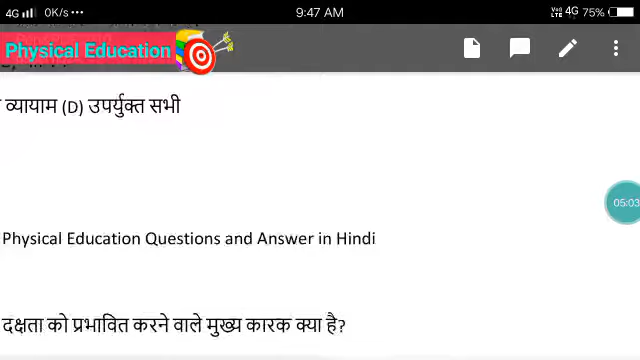 4G 0K/s ••• 9:47 AM VoLTE 4G 75%
Physical Education
व्यायाम (D) उपर्युक्त सभी
05:03
Physical Education Questions and Answer in Hindi
दक्षता को प्रभावित करने वाले मुख्य कारक क्या है?